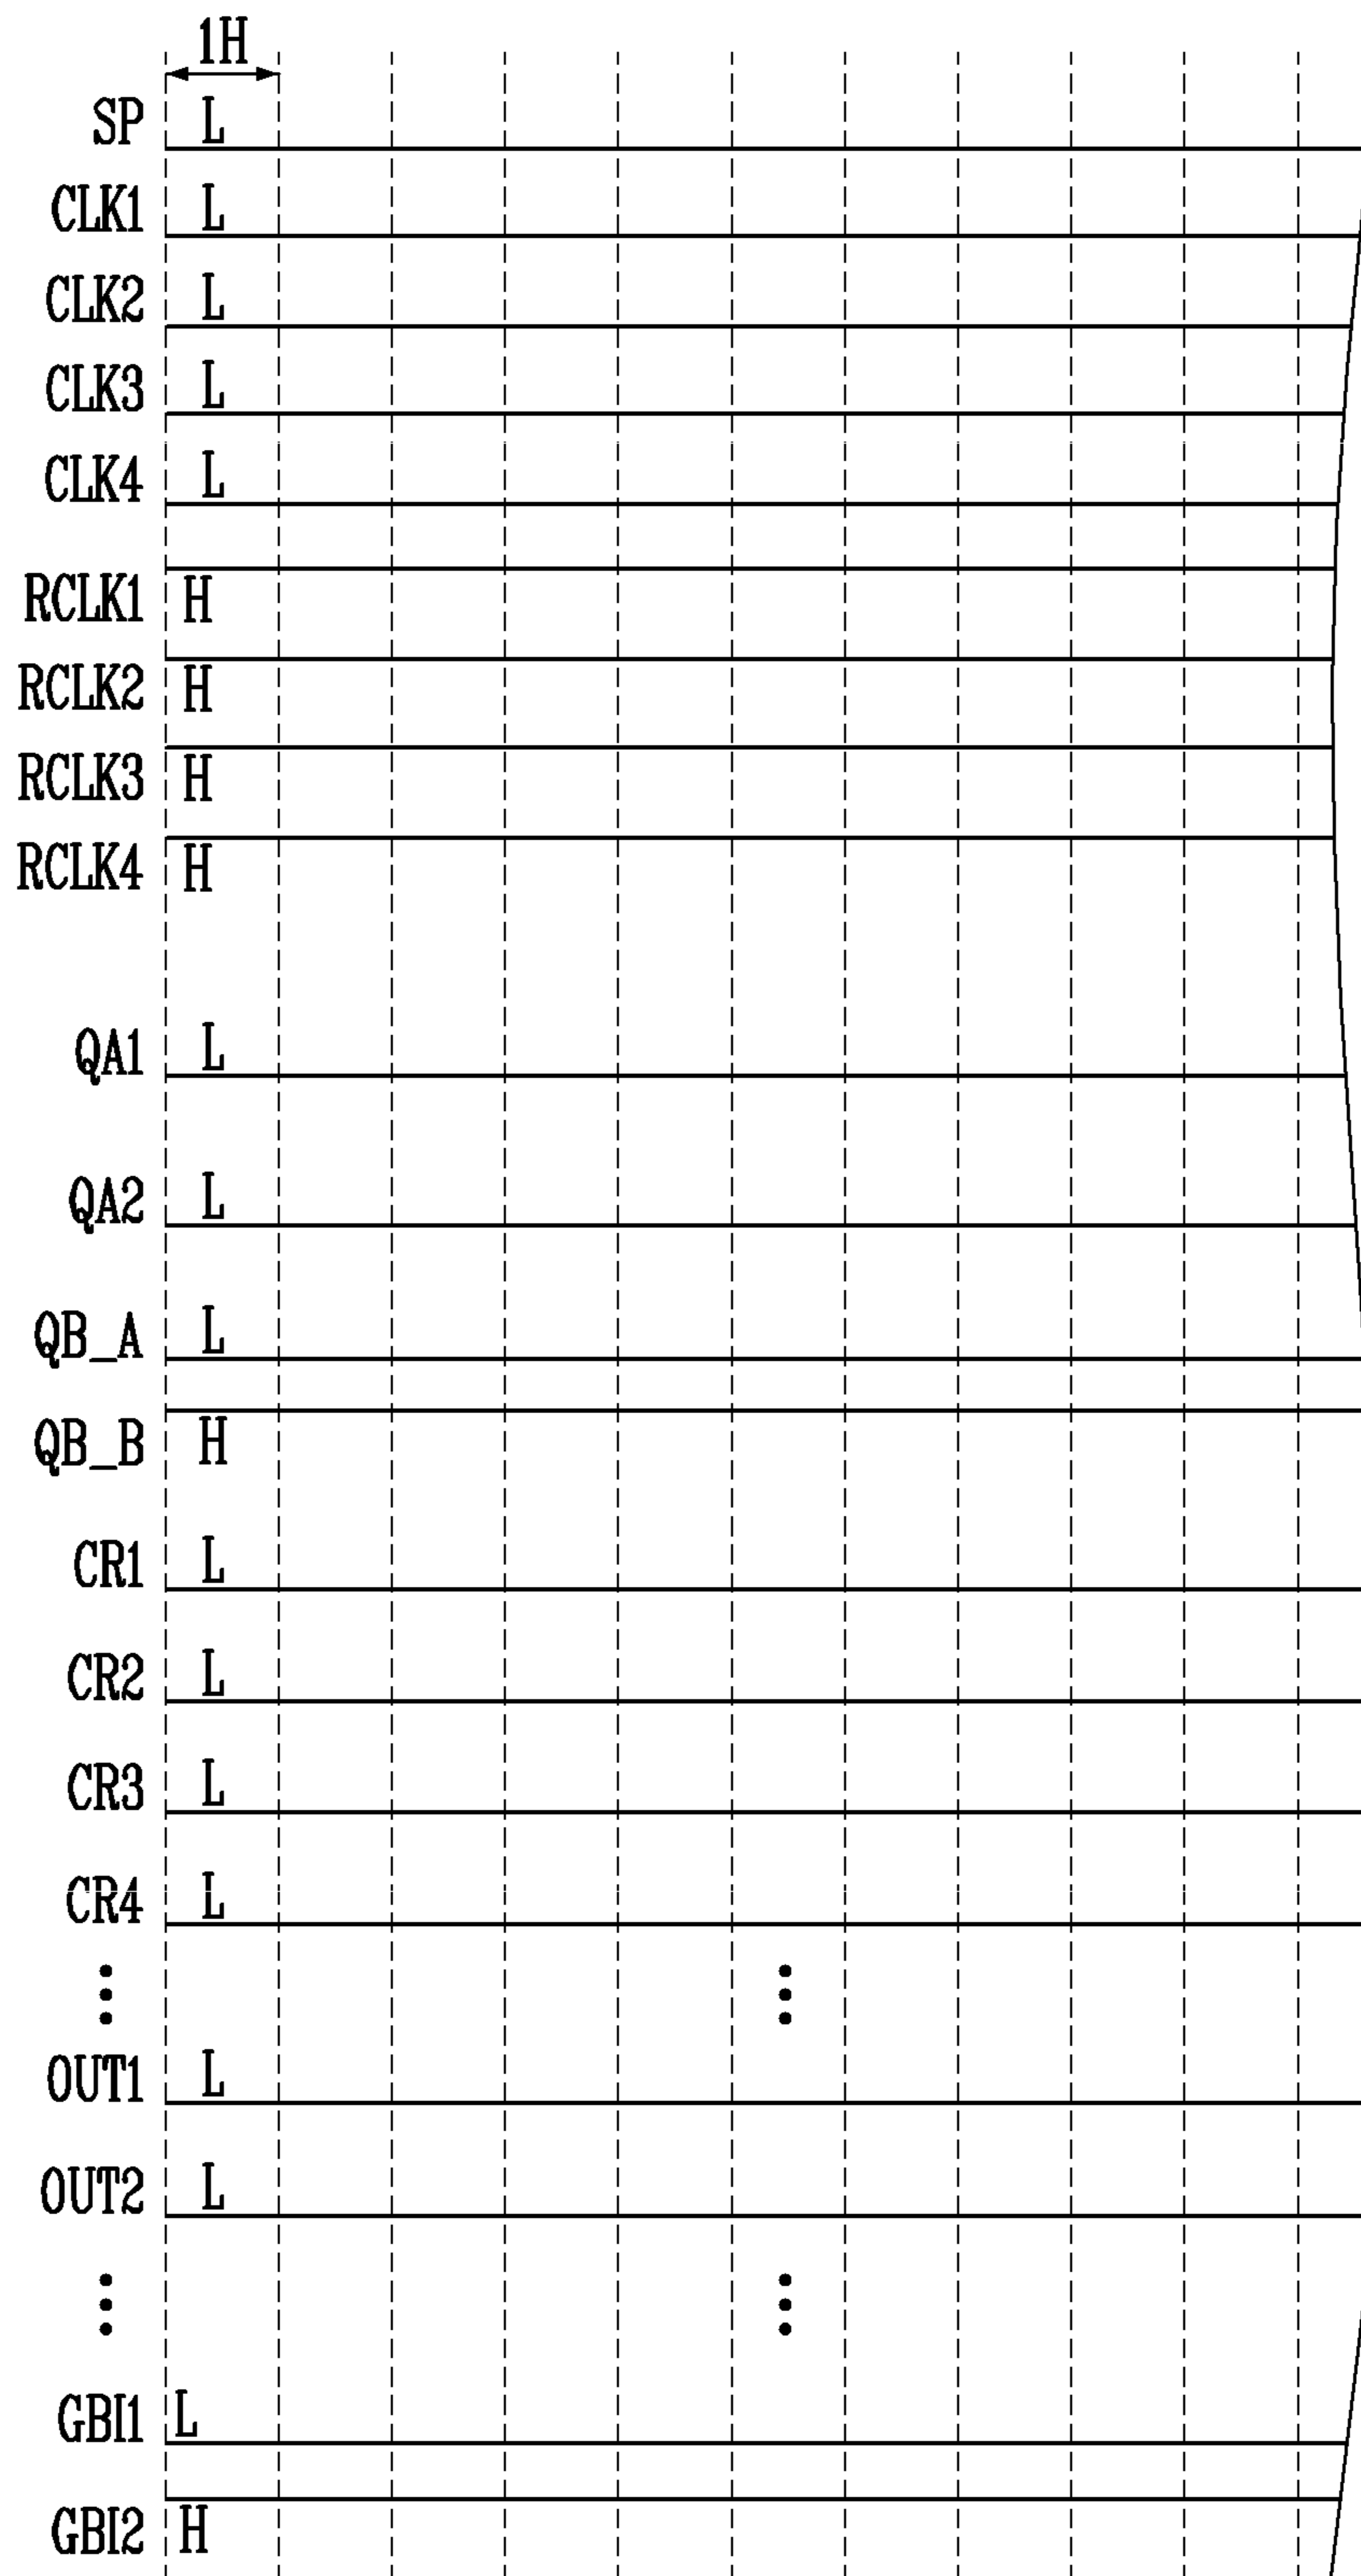 1H
SP L
CLK1 L
CLK2 L
CLK3 L
CLK4 L
RCLK1 H
RCLK2 H
RCLK3 H
RCLK4 H
QA1 L
QA2 L
QB_A L
QB_B H
CR1 L
CR2 L
CR3 L
CR4 L
OUT1 L
OUT2 L
GBI1 L
GBI2 H